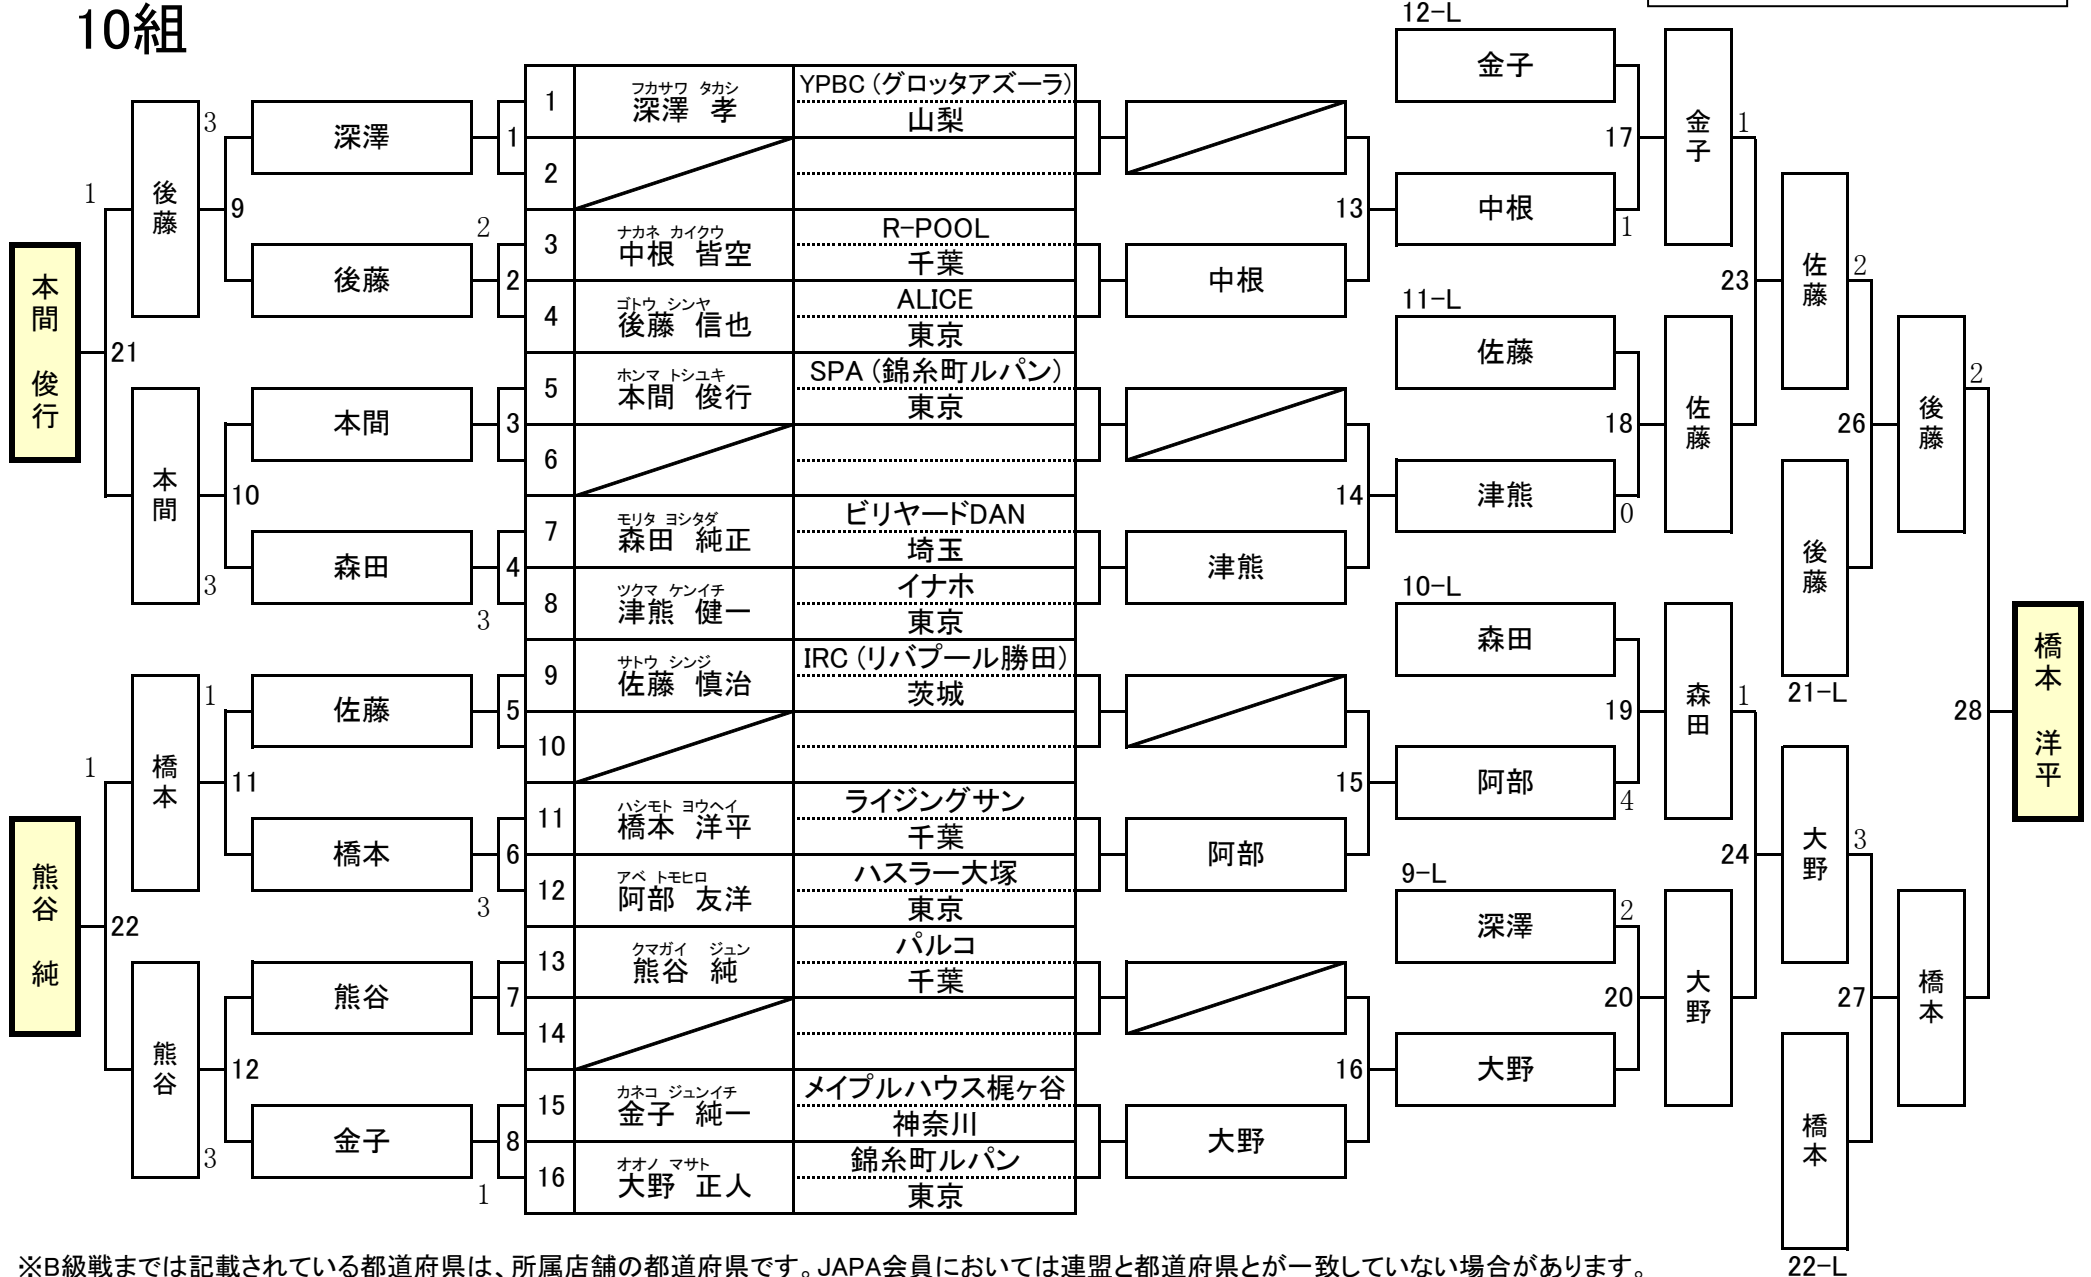 10組
12-L
金子
1 フカサワ タカシ YPBC (グロッタアズーラ)
深澤 孝 山梨
2
3 ナカネ カイクウ R-POOL
中根 皆空 千葉
4 ゴトウ シンヤ ALICE
後藤 信也 東京
5 ホンマ トシユキ SPA (錦糸町ルパン)
本間 俊行 東京
6
7 モリタ ヨシタダ ビリヤードDAN
森田 純正 埼玉
8 ツクマ ケンイチ イナホ
津熊 健一 東京
9 サトウ シンジ IRC (リバプール勝田)
佐藤 慎治 茨城
10
11 ハシモト ヨウヘイ ライジングサン
橋本 洋平 千葉
12 アベ トモヒロ ハスラー大塚
阿部 友洋 東京
13 クマガイ ジュン パルコ
熊谷 純 千葉
14
15 カネコ ジュンイチ メイプルハウス梶ヶ谷
金子 純一 神奈川
16 オオノ マサト 錦糸町ルパン
大野 正人 東京
深澤 1
3
9
後藤 2
2
後藤
1
本間 俊行
21
本間 3
10
森田 4
3
3
本間
佐藤 5
1
11
橋本 6
3
橋本
1
熊谷 純
22
熊谷 7
12
金子 8
3
1
熊谷
中根
13
中根
1
17
金子
1
11-L
佐藤
18
津熊
14
津熊
0
佐藤
23
佐藤
2
26
後藤
21-L
後藤
2
10-L
森田
19
阿部
15
阿部
4
森田
1
9-L
深澤
2
20
大野
16
大野
大野
24
大野
3
27
橋本
22-L
橋本
28
橋本 洋平
※B級戦までは記載されている都道府県は、所属店舗の都道府県です。JAPA会員においては連盟と都道府県とが一致していない場合があります。